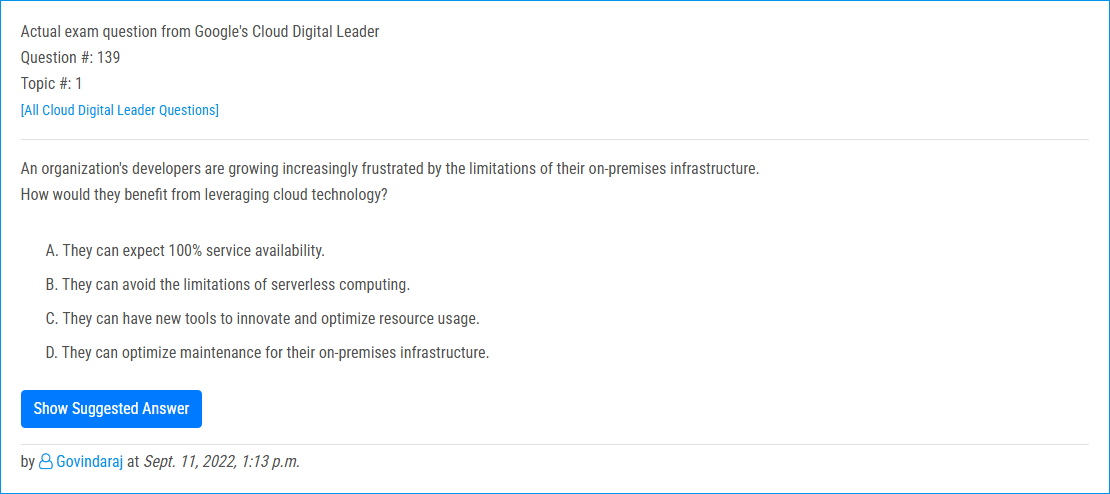 Actual exam question from Google's Cloud Digital Leader
Question #: 139
Topic #: 1
[All Cloud Digital Leader Questions]
An organization's developers are growing increasingly frustrated by the limitations of their on-premises infrastructure.
How would they benefit from leveraging cloud technology?
A. They can expect 100% service availability.
B. They can avoid the limitations of serverless computing.
C. They can have new tools to innovate and optimize resource usage.
D. They can optimize maintenance for their on-premises infrastructure.
Show Suggested Answer
by Govindaraj at Sept. 11, 2022, 1:13 p.m.